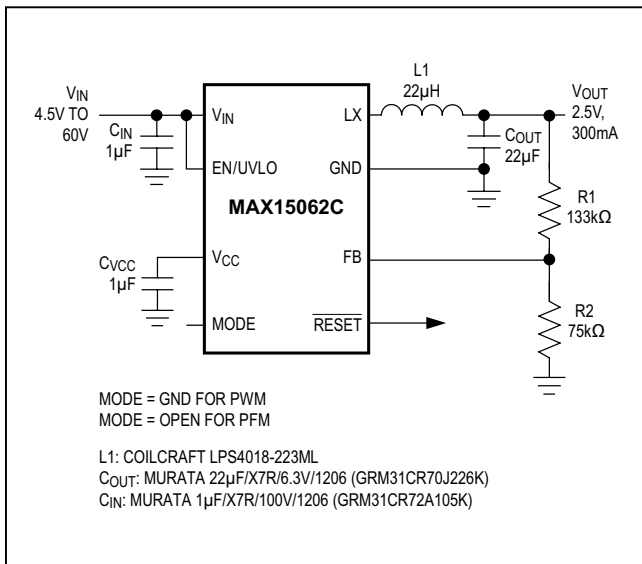 L1
22µH
VIN
4.5V TO
60V
CIN
1µF
VIN
LX
VOUT
2.5V,
300mA
COUT
22µF
EN/UVLO
GND
MAX15062C
R1
133kΩ
CVCC
1µF
VCC
FB
MODE
RESET
R2
75kΩ
MODE = GND FOR PWM
MODE = OPEN FOR PFM
L1: COILCRAFT LPS4018-223ML
COUT: MURATA 22µF/X7R/6.3V/1206 (GRM31CR70J226K)
CIN: MURATA 1µF/X7R/100V/1206 (GRM31CR72A105K)